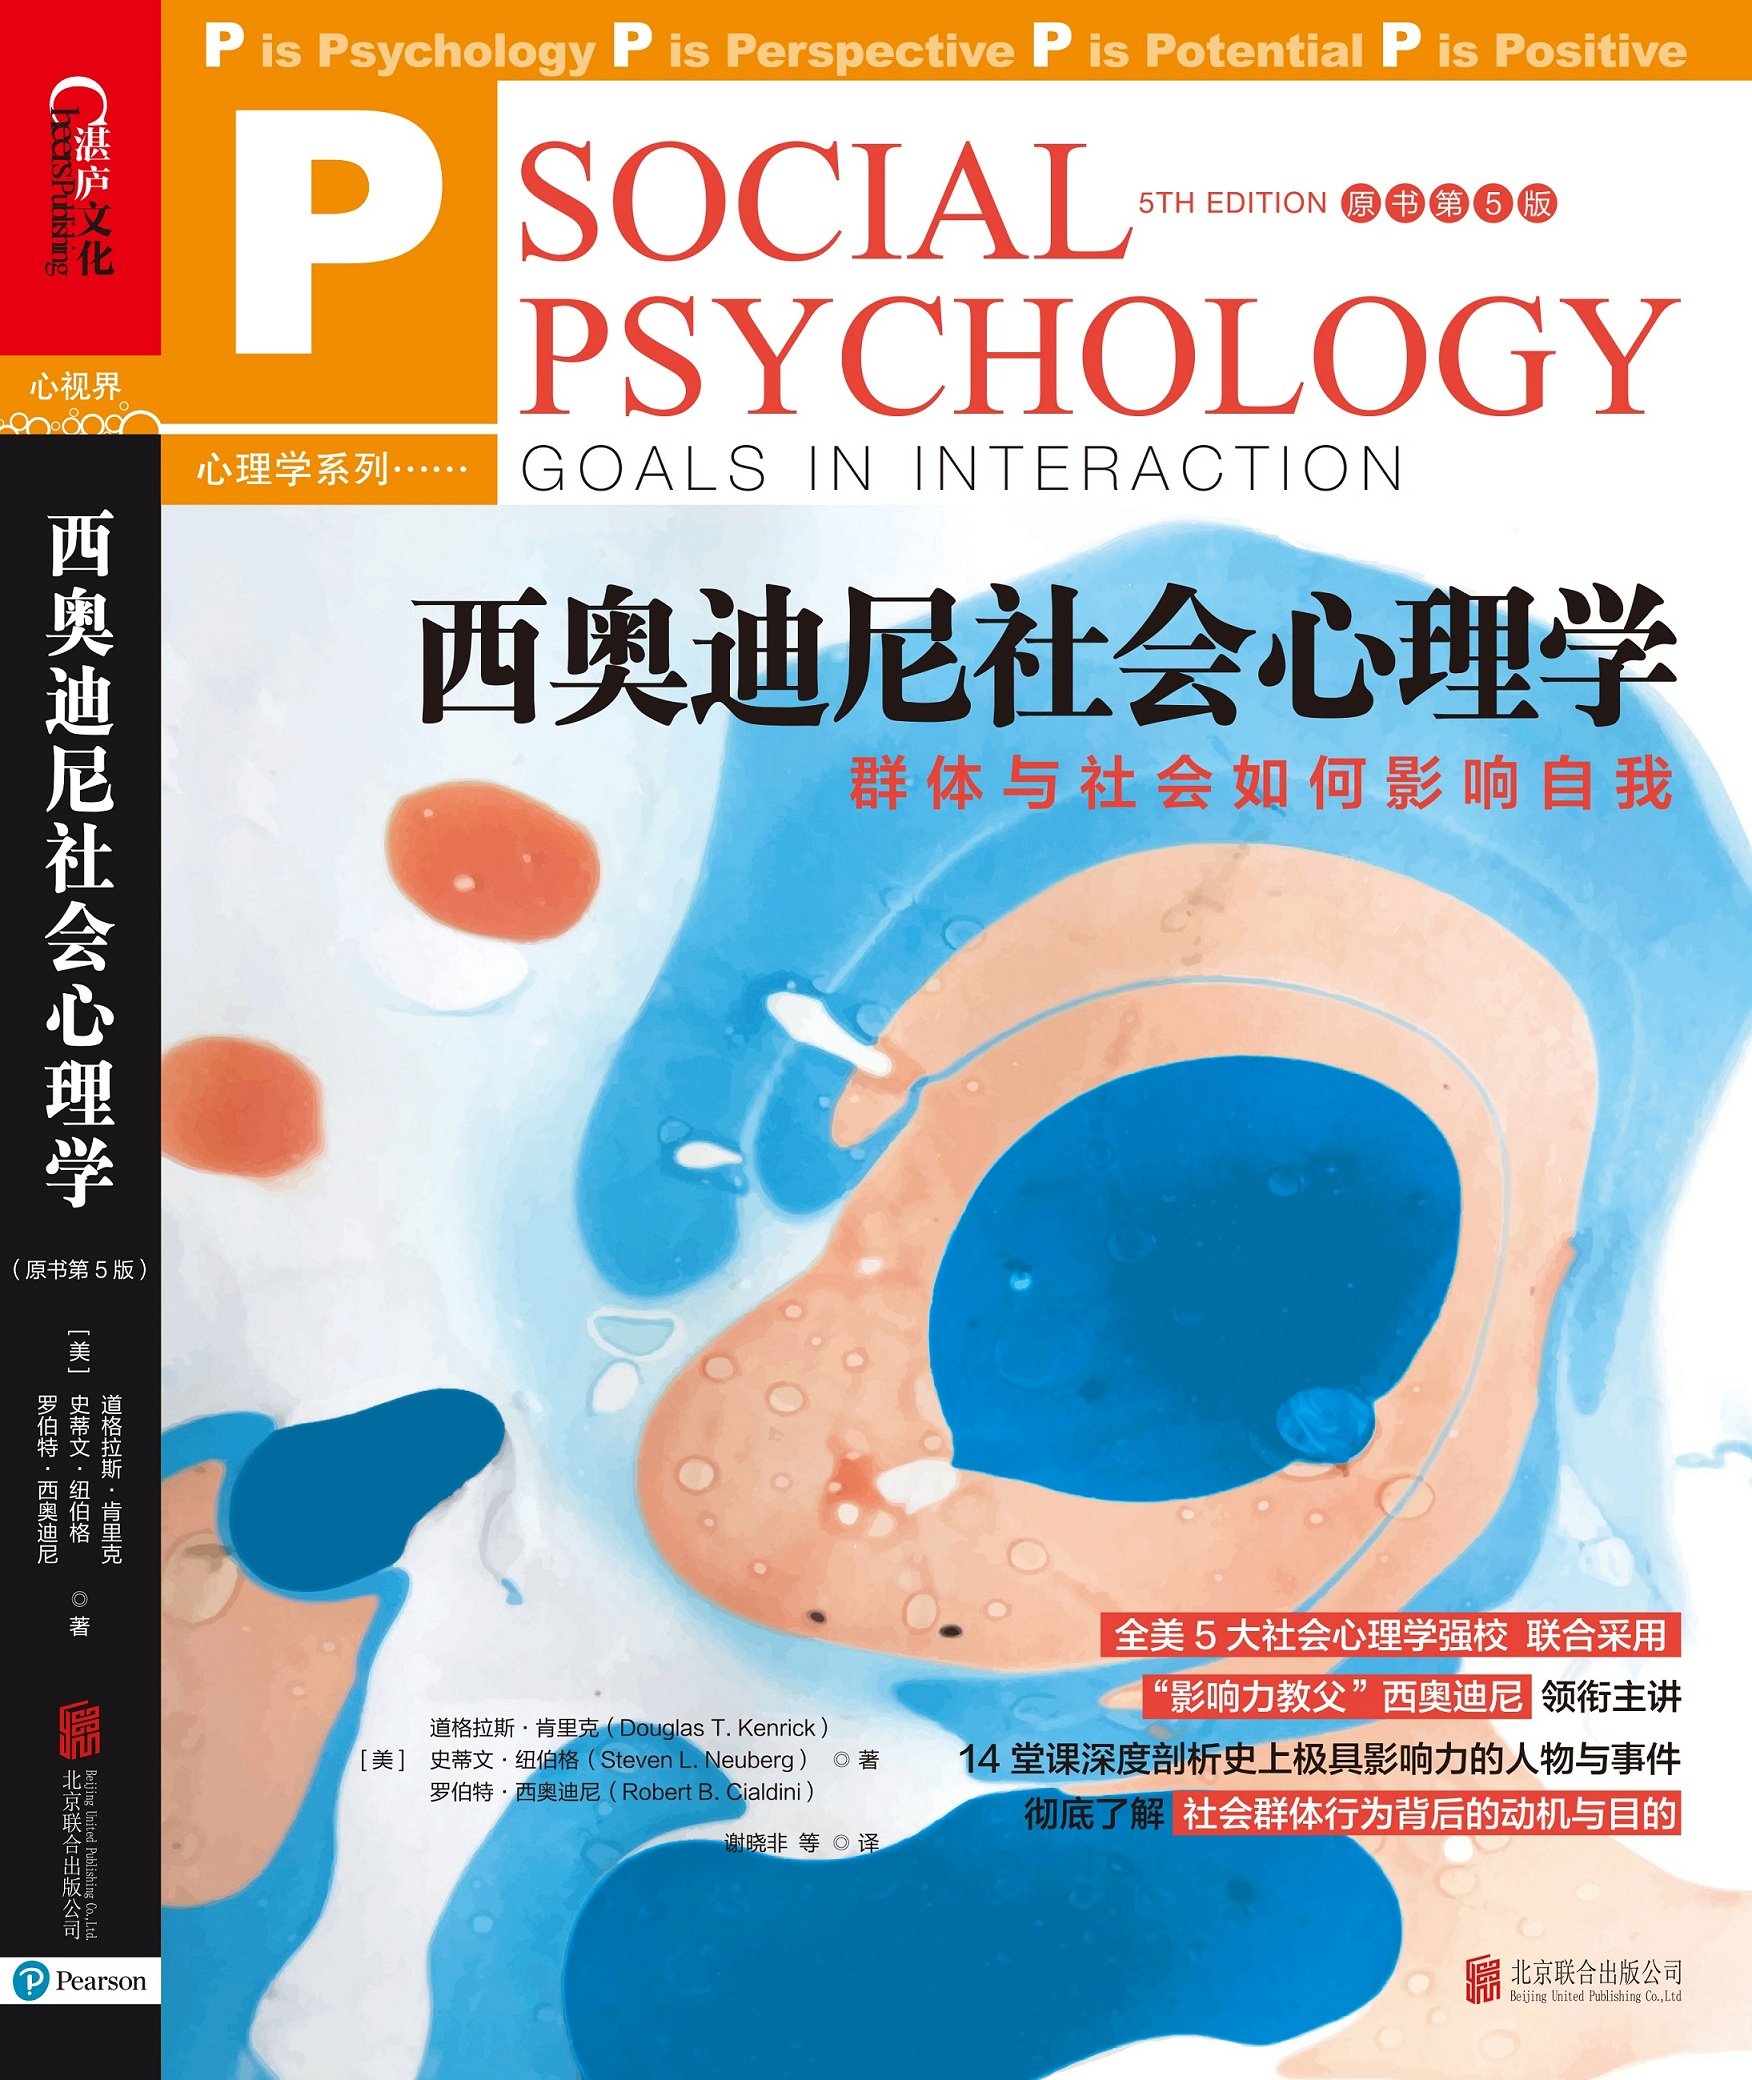 湛庐文化
CheersPublishing
心视界
西奥迪尼社会心理学
（原书第5版）
［美］
道格拉斯·肯里克
史蒂文·纽伯格
罗伯特·西奥迪尼
◎著
北京联合出版公司
Beijing United Publishing Co.,Ltd.
Pearson
P is Psychology P is Perspective P is Potential P is Positive
P
心理学系列……
SOCIAL
5TH EDITION 原书第5版
PSYCHOLOGY
GOALS IN INTERACTION
西奥迪尼社会心理学
群体与社会如何影响自我
全美5大社会心理学强校 联合采用
“影响力教父”西奥迪尼 领衔主讲
14堂课深度剖析史上极具影响力的人物与事件
彻底了解 社会群体行为背后的动机与目的
道格拉斯·肯里克（Douglas T. Kenrick）
［美］ 史蒂文·纽伯格（Steven L. Neuberg） ◎ 著
罗伯特·西奥迪尼（Robert B. Cialdini）
谢晓非 等 ◎ 译
北京联合出版公司
Beijing United Publishing Co.,Ltd